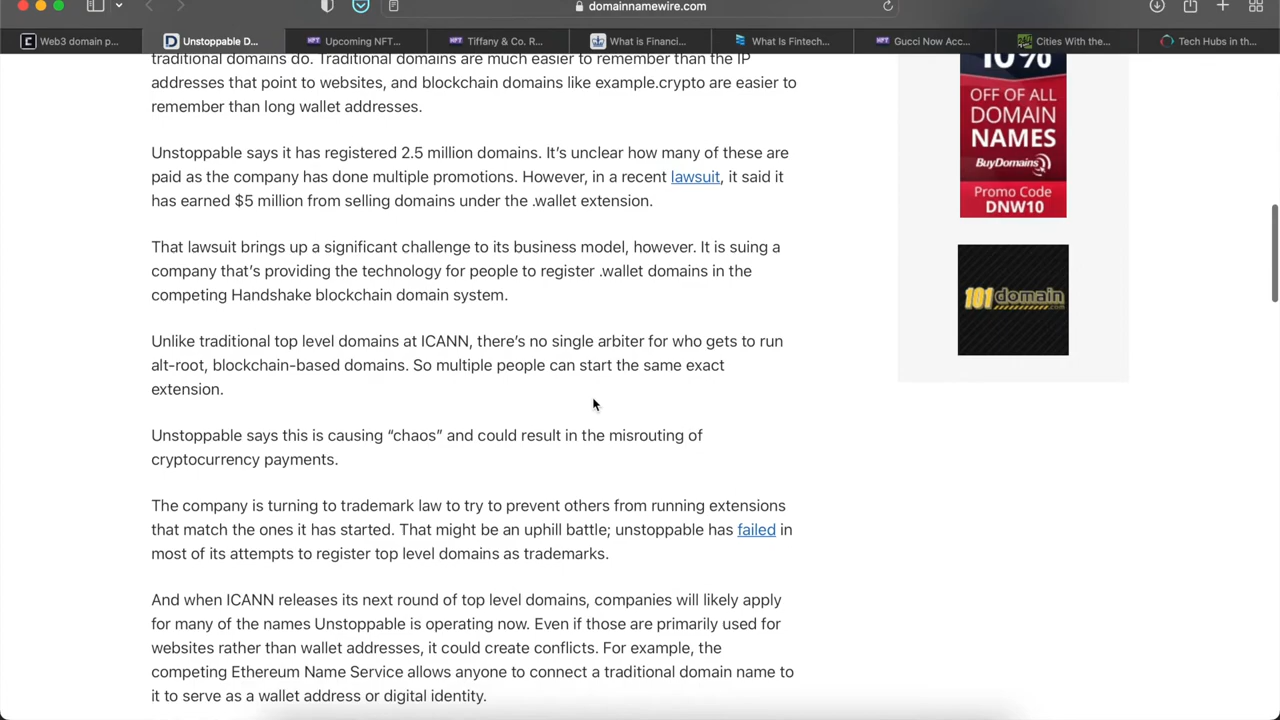 domainnamewire.com
Web3 domain p...
Unstoppable D...
Upcoming NFT...
Tiffany & Co. R...
What is Financi...
What Is Fintech...
Gucci Now Acc...
Cities With the...
Tech Hubs in th...
traditional domains do. Traditional domains are much easier to remember than the IP
addresses that point to websites, and blockchain domains like example.crypto are easier to
remember than long wallet addresses.
Unstoppable says it has registered 2.5 million domains. It’s unclear how many of these are
paid as the company has done multiple promotions. However, in a recent lawsuit, it said it
has earned $5 million from selling domains under the .wallet extension.
That lawsuit brings up a significant challenge to its business model, however. It is suing a
company that’s providing the technology for people to register .wallet domains in the
competing Handshake blockchain domain system.
Unlike traditional top level domains at ICANN, there’s no single arbiter for who gets to run
alt-root, blockchain-based domains. So multiple people can start the same exact
extension.
Unstoppable says this is causing “chaos” and could result in the misrouting of
cryptocurrency payments.
The company is turning to trademark law to try to prevent others from running extensions
that match the ones it has started. That might be an uphill battle; unstoppable has failed in
most of its attempts to register top level domains as trademarks.
And when ICANN releases its next round of top level domains, companies will likely apply
for many of the names Unstoppable is operating now. Even if those are primarily used for
websites rather than wallet addresses, it could create conflicts. For example, the
competing Ethereum Name Service allows anyone to connect a traditional domain name to
it to serve as a wallet address or digital identity.
10%
OFF OF ALL
DOMAIN
NAMES
BuyDomains
Promo Code
DNW10
101domain